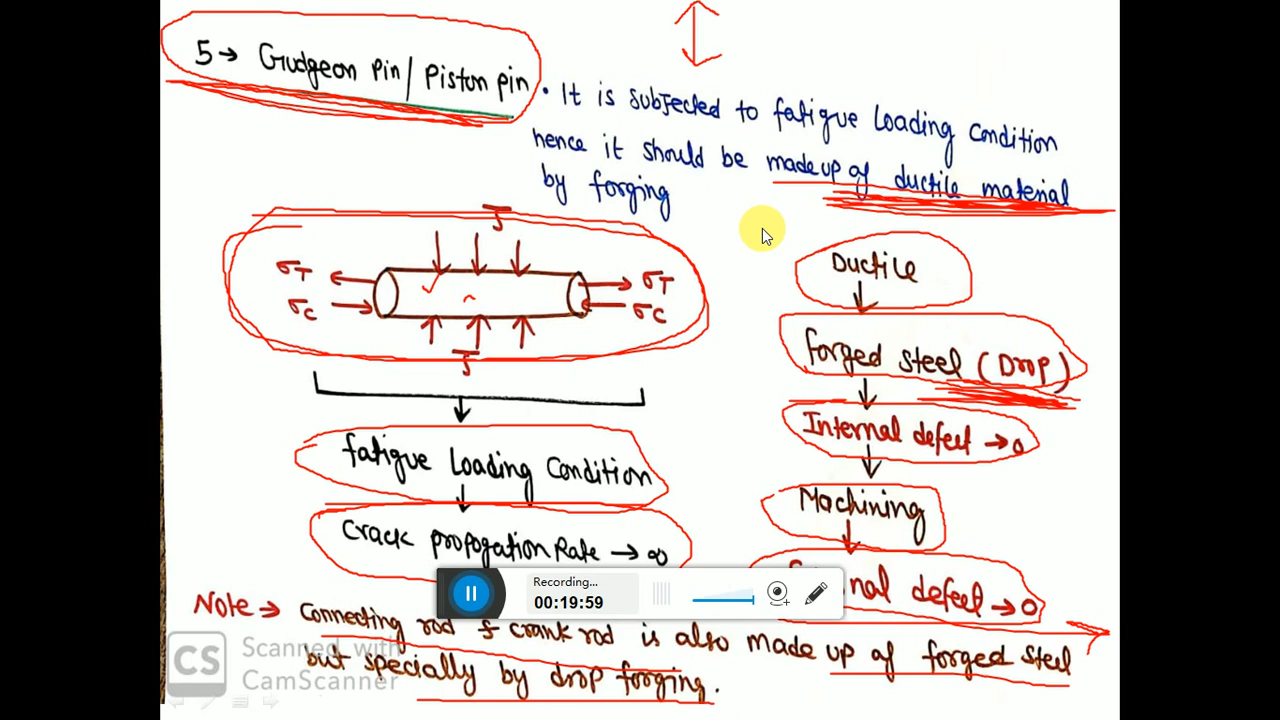 5→ Gudgeon pin/ Piston pin
• It is subjected to fatigue Loading Condition
hence it should be made up of ductile material
by forging
σT σT
σc σc
Ductile
forged steel (Drop)
Internal defect → 0
Machining
defect → 0
fatigue Loading Condition
Crack propogation Rate → ∞
Recording...
00:19:59
Note → Connecting rod & crank rod is also made up of forged steel
but specially by drop forging.
CS
Scanned with
CamScanner